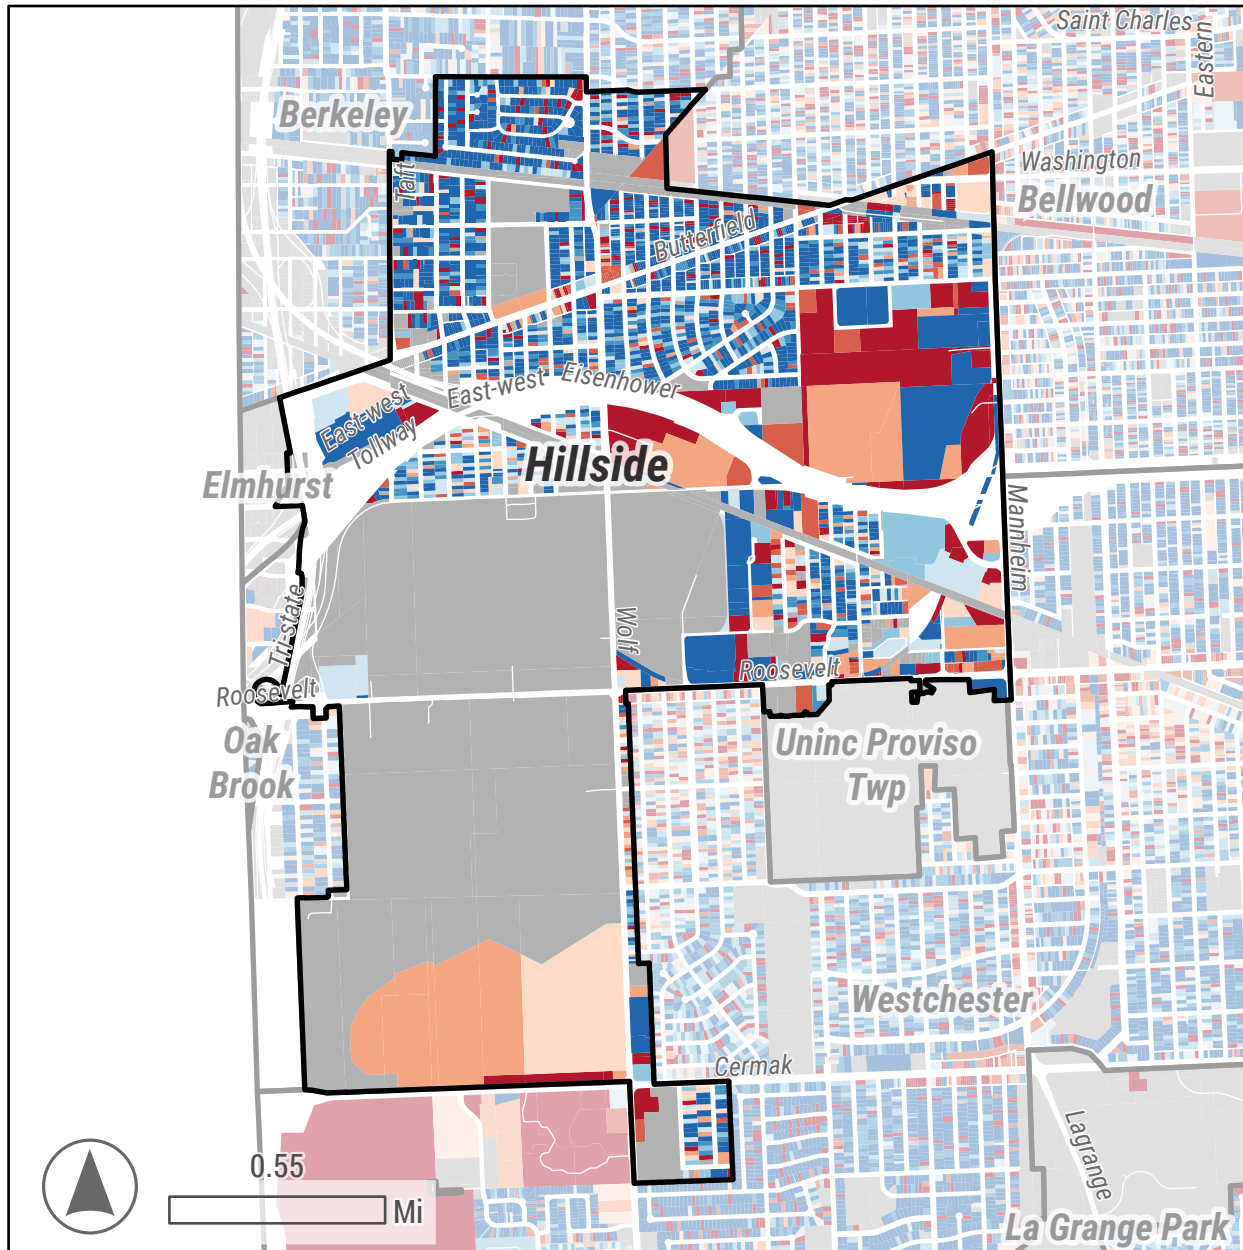 Saint Charles
Eastern
Berkeley
Washington
Taft
Bellwood
Butterfield
East-west
Eisenhower
East-west
Tollway
Hillside
Elmhurst
Mannheim
Tri-state
Wolf
Roosevelt
Roosevelt
Oak
Brook
Uninc Proviso
Twp
Westchester
Cermak
Lagrange
0.55
Mi
La Grange Park